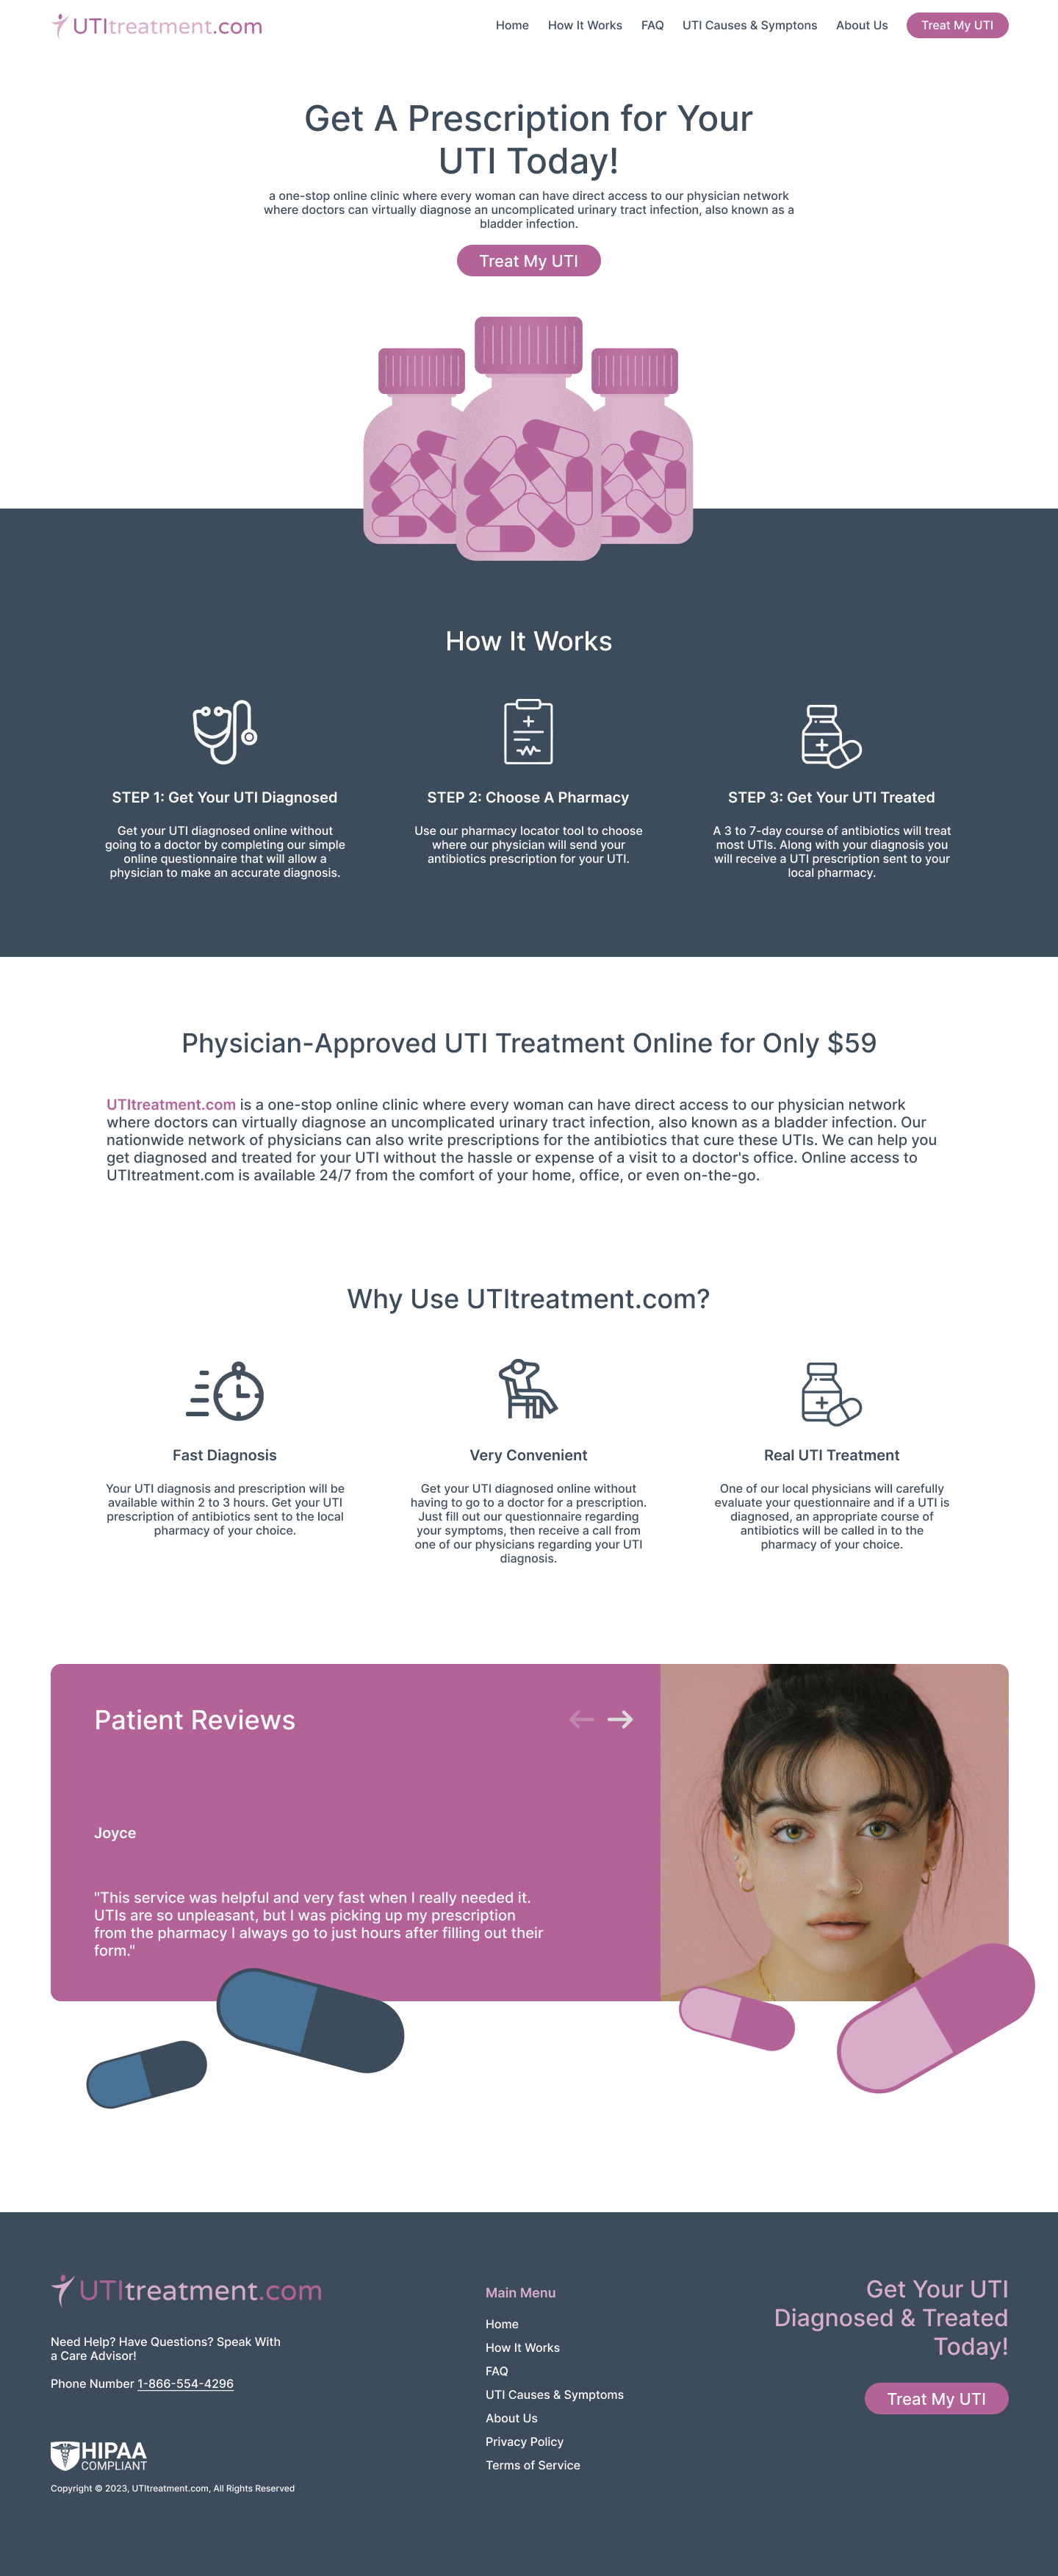 UTItreatment.com
Home How It Works FAQ UTI Causes & Symptons About Us Treat My UTI
Get A Prescription for Your
UTI Today!
a one-stop online clinic where every woman can have direct access to our physician network
where doctors can virtually diagnose an uncomplicated urinary tract infection, also known as a
bladder infection.
Treat My UTI
How It Works
STEP 1: Get Your UTI Diagnosed
Get your UTI diagnosed online without
going to a doctor by completing our simple
online questionnaire that will allow a
physician to make an accurate diagnosis.
STEP 2: Choose A Pharmacy
Use our pharmacy locator tool to choose
where our physician will send your
antibiotics prescription for your UTI.
STEP 3: Get Your UTI Treated
A 3 to 7-day course of antibiotics will treat
most UTIs. Along with your diagnosis you
will receive a UTI prescription sent to your
local pharmacy.
Physician-Approved UTI Treatment Online for Only $59
UTItreatment.com is a one-stop online clinic where every woman can have direct access to our physician network
where doctors can virtually diagnose an uncomplicated urinary tract infection, also known as a bladder infection. Our
nationwide network of physicians can also write prescriptions for the antibiotics that cure these UTIs. We can help you
get diagnosed and treated for your UTI without the hassle or expense of a visit to a doctor's office. Online access to
UTItreatment.com is available 24/7 from the comfort of your home, office, or even on-the-go.
Why Use UTItreatment.com?
Fast Diagnosis
Your UTI diagnosis and prescription will be
available within 2 to 3 hours. Get your UTI
prescription of antibiotics sent to the local
pharmacy of your choice.
Very Convenient
Get your UTI diagnosed online without
having to go to a doctor for a prescription.
Just fill out our questionnaire regarding
your symptoms, then receive a call from
one of our physicians regarding your UTI
diagnosis.
Real UTI Treatment
One of our local physicians will carefully
evaluate your questionnaire and if a UTI is
diagnosed, an appropriate course of
antibiotics will be called in to the
pharmacy of your choice.
Patient Reviews
Joyce
"This service was helpful and very fast when I really needed it.
UTIs are so unpleasant, but I was picking up my prescription
from the pharmacy I always go to just hours after filling out their
form."
UTItreatment.com
Need Help? Have Questions? Speak With
a Care Advisor!
Phone Number 1-866-554-4296
HIPAA
COMPLIANT
Copyright © 2023, UTItreatment.com, All Rights Reserved
Main Menu
Home
How It Works
FAQ
UTI Causes & Symptoms
About Us
Privacy Policy
Terms of Service
Get Your UTI
Diagnosed & Treated
Today!
Treat My UTI